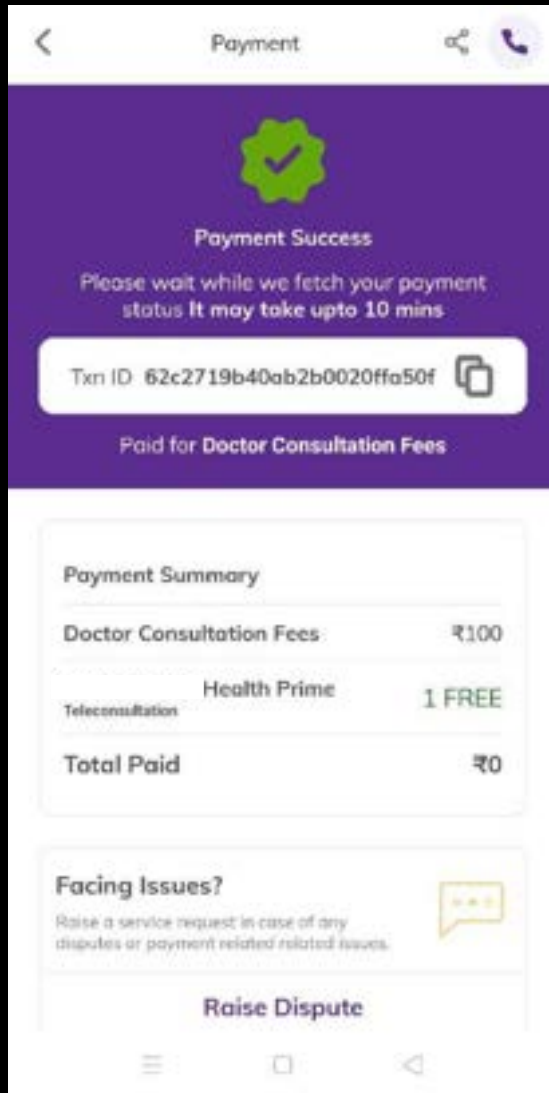 Payment
Payment Success
Please wait while we fetch your payment
status It may take upto 10 mins
Txn ID 62c2719b40ab2b0020ffa50f
Paid for Doctor Consultation Fees
Payment Summary
Doctor Consultation Fees ₹100
Health Prime
Teleconsultation
1 FREE
Total Paid ₹0
Facing Issues?
Raise a service request in case of any
disputes or payment related related issues.
Raise Dispute